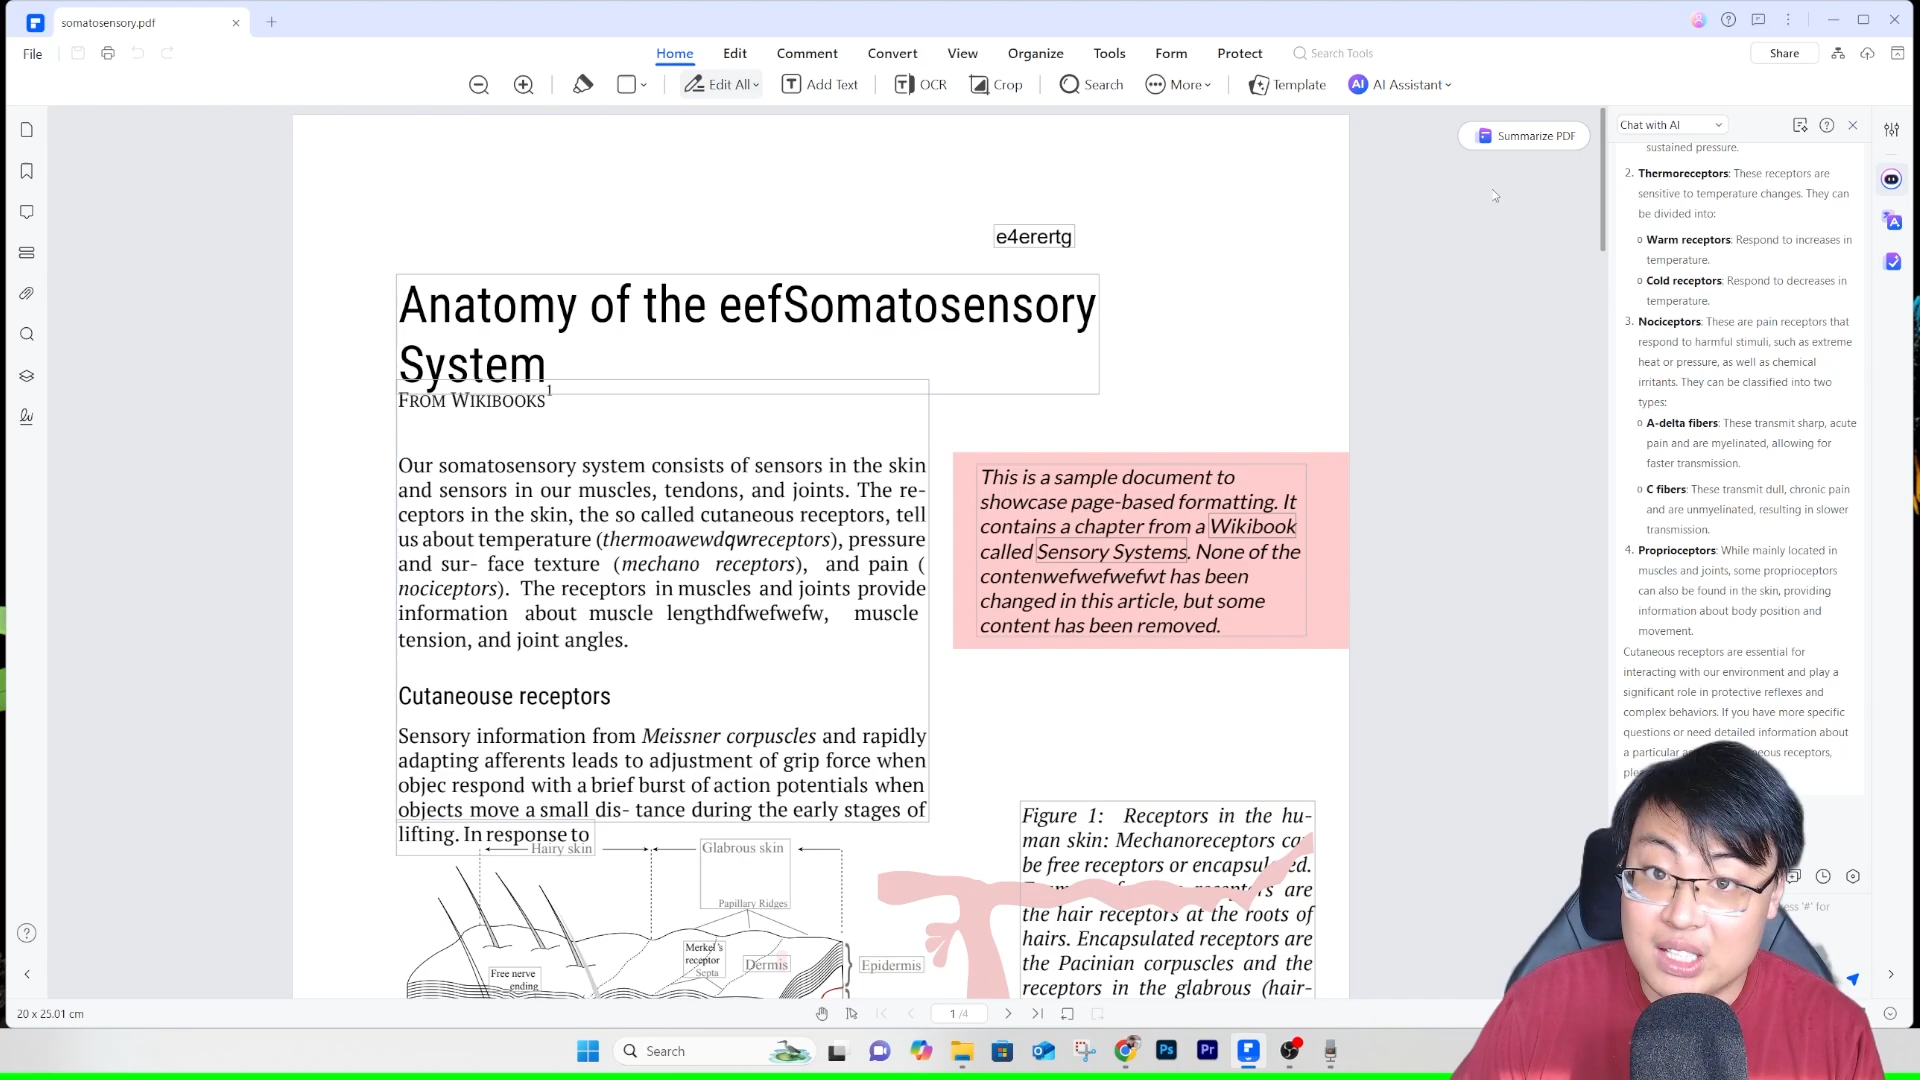 somatosensory.pdf
File
Home
Edit
Comment
Convert
View
Organize
Tools
Form
Protect
Search Tools
Share
Edit All
Add Text
OCR
Crop
Search
More
Template
AI Assistant
Summarize PDF
e4erertg
Anatomy of the eefSomatosensory
System
FROM WIKIBOOKS1
Our somatosensory system consists of sensors in the skin
and sensors in our muscles, tendons, and joints. The re-
ceptors in the skin, the so called cutaneous receptors, tell
us about temperature (thermoawewdqwreceptors), pressure
and sur- face texture (mechano receptors), and pain (
nociceptors). The receptors in muscles and joints provide
information about muscle lengthdfwefwefw, muscle
tension, and joint angles.
Cutaneouse receptors
Sensory information from Meissner corpuscles and rapidly
adapting afferents leads to adjustment of grip force when
objec respond with a brief burst of action potentials when
objects move a small dis- tance during the early stages of
lifting. In response to
This is a sample document to
showcase page-based formatting. It
contains a chapter from a Wikibook
called Sensory Systems. None of the
contenwefwefwefwt has been
changed in this article, but some
content has been removed.
Hairy skin
Glabrous skin
Papillary Ridges
Merkel's
receptor
Septa
Dermis
Epidermis
Free nerve
ending
Figure 1: Receptors in the hu-
man skin: Mechanoreceptors
be free receptors or
are
the hair receptors at the roots of
hairs. Encapsulated receptors are
the Pacinian corpuscles and the
receptors in the glabrous (hair-
Chat with AI
sustained pressure.
2. Thermoreceptors: These receptors are
sensitive to temperature changes. They can
be divided into:
o Warm receptors: Respond to increases in
temperature.
o Cold receptors: Respond to decreases in
temperature.
3. Nociceptors: These are pain receptors that
respond to harmful stimuli, such as extreme
heat or pressure, as well as chemical
irritants. They can be classified into two
types:
o A-delta fibers: These transmit sharp, acute
pain and are myelinated, allowing for
faster transmission.
o C fibers: These transmit dull, chronic pain
and are unmyelinated, resulting in slower
transmission.
4. Proprioceptors: While mainly located in
muscles and joints, some proprioceptors
can also be found in the skin, providing
information about body position and
movement.
Cutaneous receptors are essential for
interacting with our environment and play a
significant role in protective reflexes and
complex behaviors. If you have more specific
questions or need detailed information about
a particular
receptors,
'#' for
20 x 25.01 cm
1 /4
Search
Ps
Pr